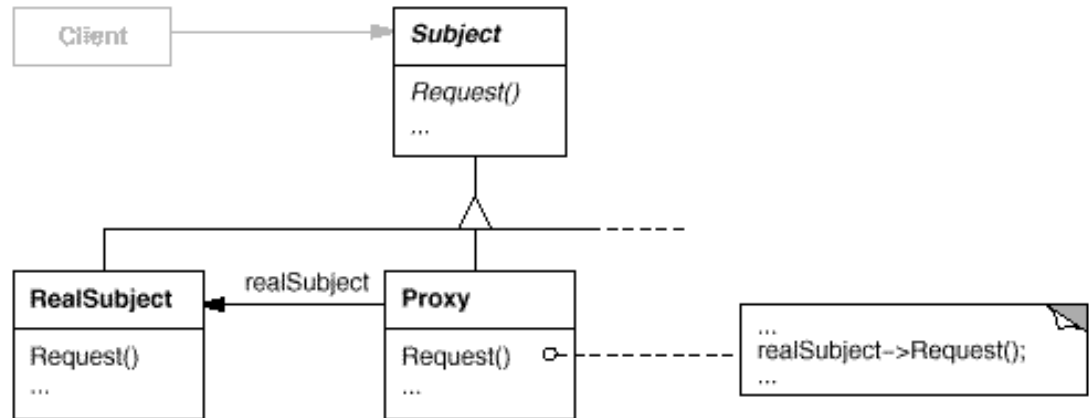 Client
Subject
Request()
...
realSubject
RealSubject
Request()
...
Proxy
Request()
...
...
realSubject->Request();
...